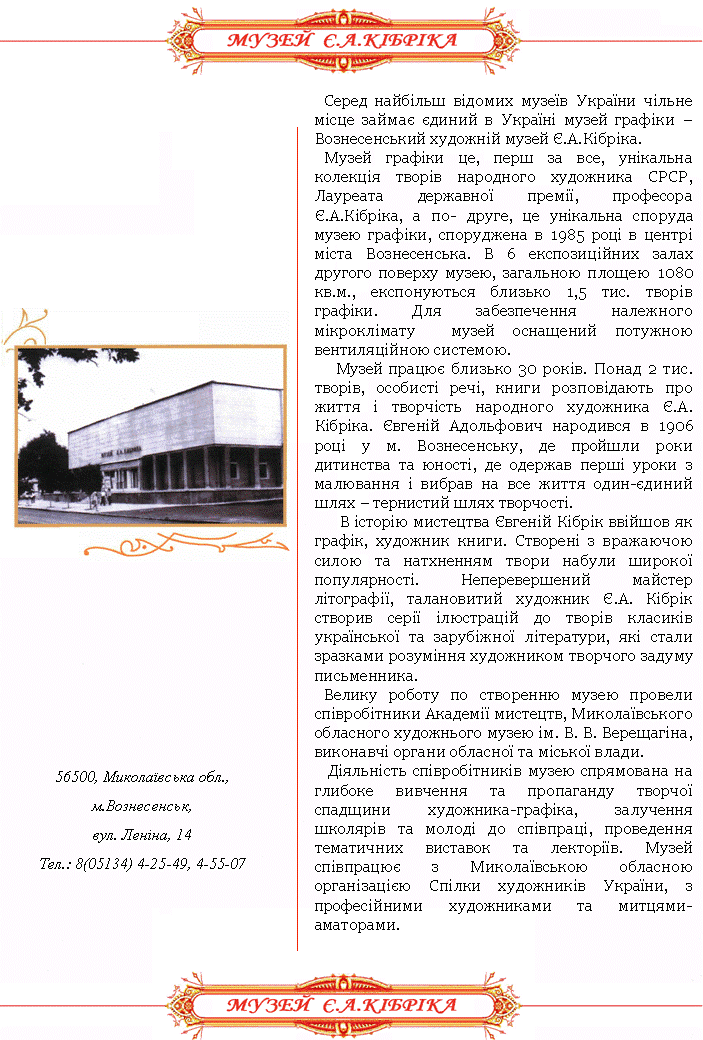 МУЗЕЙ Є.А.КІБРІКА
Серед найбільш відомих музеїв України чільне
місце займає єдиний в Україні музей графіки –
Вознесенський художній музей Є.А.Кібріка.
Музей графіки це, перш за все, унікальна
колекція творів народного художника СРСР,
Лауреата державної премії, професора
Є.А.Кібріка, а по- друге, це унікальна споруда
музею графіки, споруджена в 1985 році в центрі
міста Вознесенська. В 6 експозиційних залах
другого поверху музею, загальною площею 1080
кв.м., експонуються близько 1,5 тис. творів
графіки. Для забезпечення належного
мікроклімату музей оснащений потужною
вентиляційною системою.
Музей працює близько 30 років. Понад 2 тис.
творів, особисті речі, книги розповідають про
життя і творчість народного художника Є.А.
Кібріка. Євгеній Адольфович народився в 1906
році у м. Вознесенську, де пройшли роки
дитинства та юності, де одержав перші уроки з
малювання і вибрав на все життя один-єдиний
шлях – тернистий шлях творчості.
В історію мистецтва Євгеній Кібрік ввійшов як
графік, художник книги. Створені з вражаючою
силою та натхненням твори набули широкої
популярності. Неперевершений майстер
літографії, талановитий художник Є.А. Кібрік
створив серії ілюстрацій до творів класиків
української та зарубіжної літератури, які стали
зразками розуміння художником творчого задуму
письменника.
Велику роботу по створенню музею провели
співробітники Академії мистецтв, Миколаївського
обласного художнього музею ім. В. В. Верещагіна,
виконавчі органи обласної та міської влади.
Діяльність співробітників музею спрямована на
глибоке вивчення та пропаганду творчої
спадщини художника-графіка, залучення
школярів та молоді до співпраці, проведення
тематичних виставок та лекторіїв. Музей
співпрацює з Миколаївською обласною
організацією Спілки художників України, з
професійними художниками та митцями-
аматорами.
МУЗЕЙ Є.А. КІБРІКА
56500, Миколаївська обл.,
м.Вознесенськ,
вул. Леніна, 14
Тел.: 8(05134) 4-25-49, 4-55-07
МУЗЕЙ Є.А.КІБРІКА